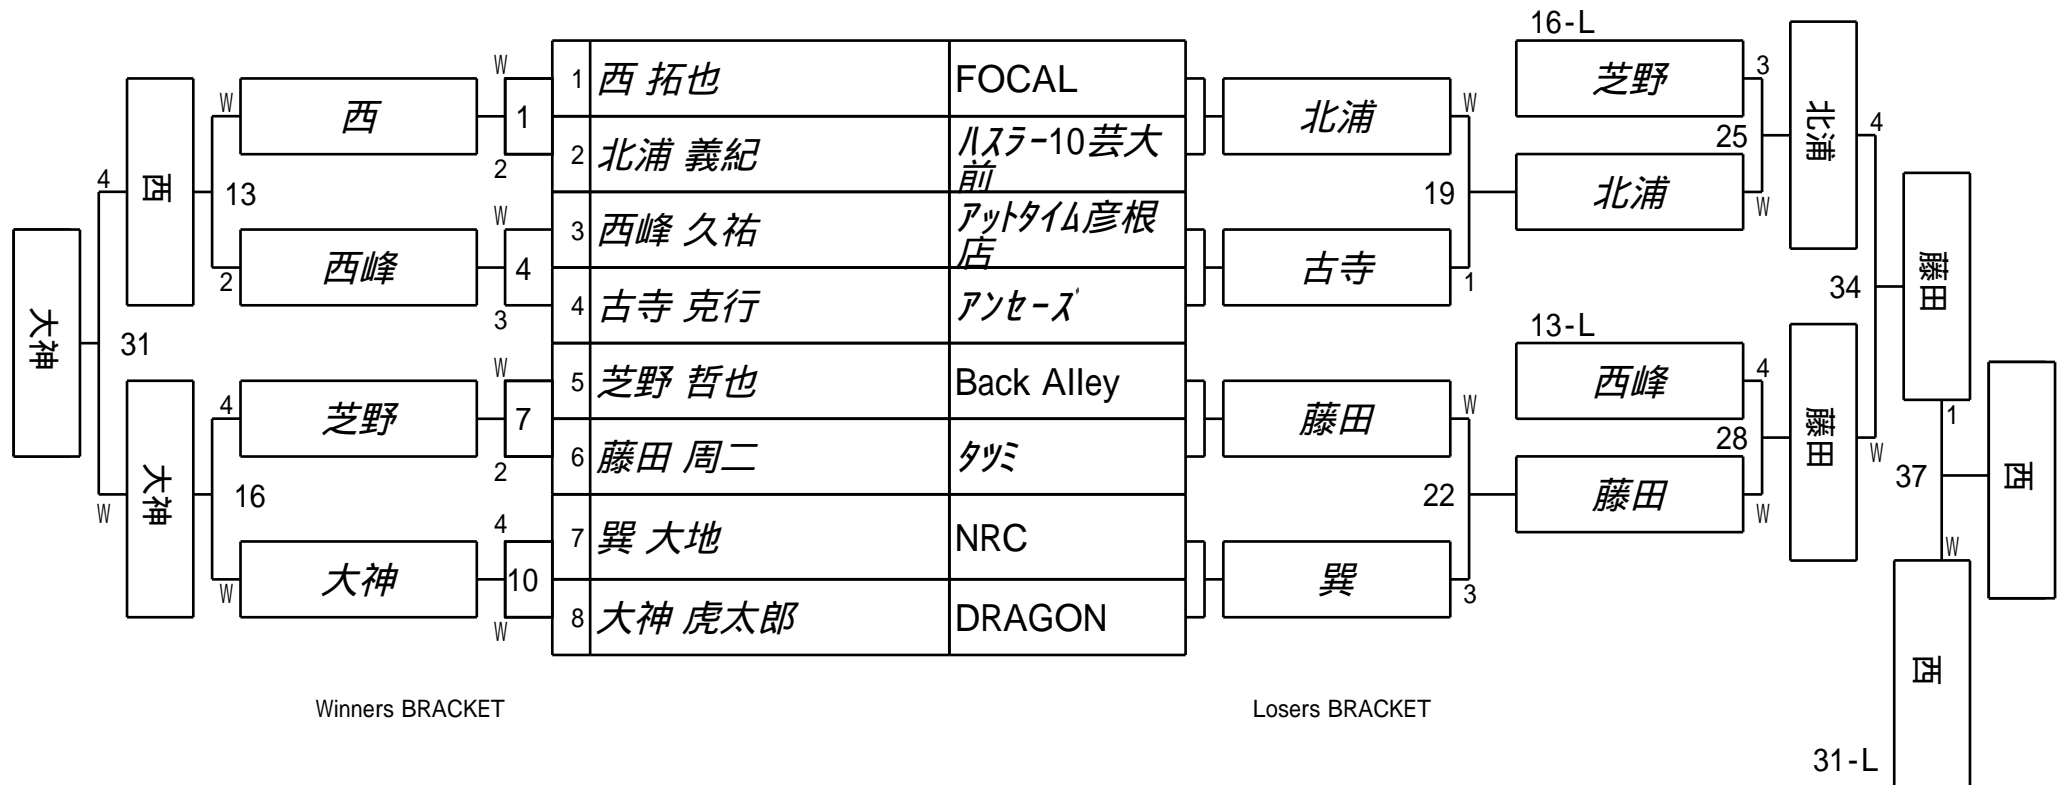 16-L
W
1 西 拓也 FOCAL
芝野
3
西
W
1
北浦
W
北浦
4
2 北浦 義紀 ハスラー10芸大
前
2
25
4
西
13
19
北浦
W
藤田
W
3 西峰 久祐 アットタイム彦根
店
西峰
2
4
古寺
1
34
大神
4 古寺 克行 アンセーズ
3
13-L
31
W
5 芝野 哲也 Back Alley
西峰
4
1
4
芝野
7
藤田
W
藤田
28
W
6 藤田 周二 タツミ
2
37
西
大神
16
22
藤田
W
W
4
7 巽 大地 NRC
W
大神
W
10
巽
3
8 大神 虎太郎 DRAGON
W
西
Winners BRACKET
Losers BRACKET
31-L